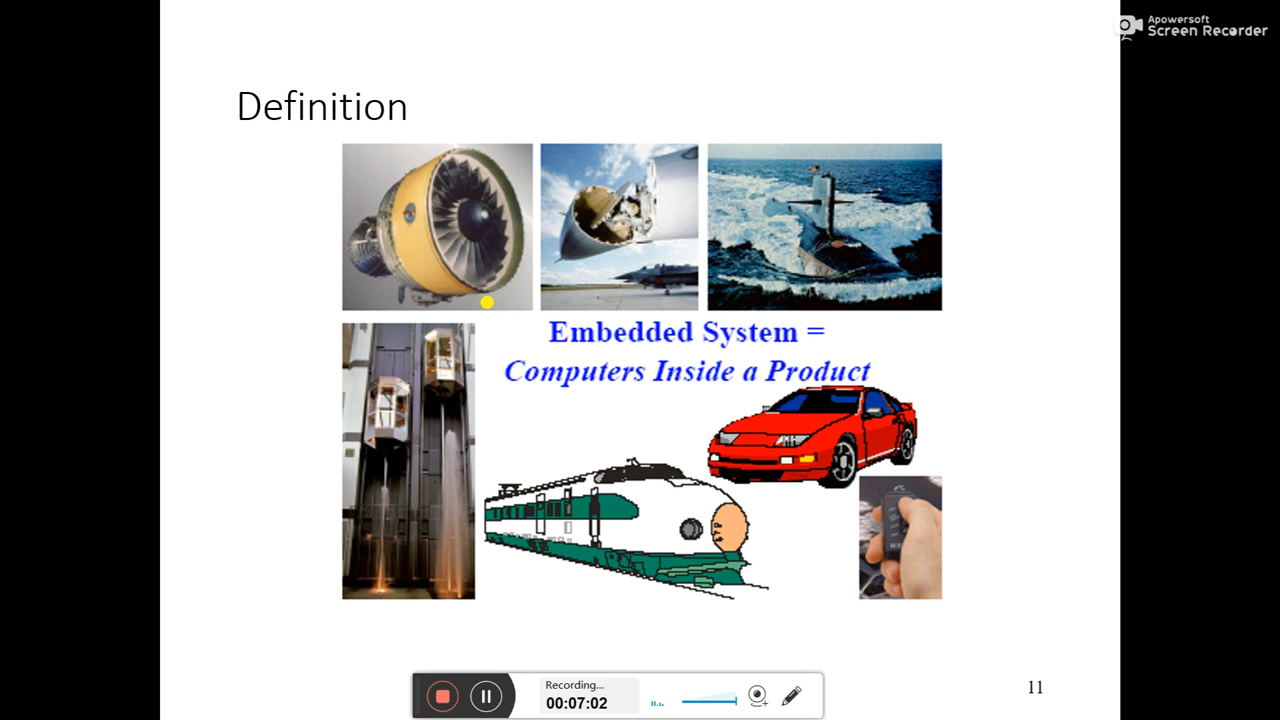 Apowersoft
Screen Recorder
Definition
Embedded System =
Computers Inside a Product
Recording...
00:07:02
11